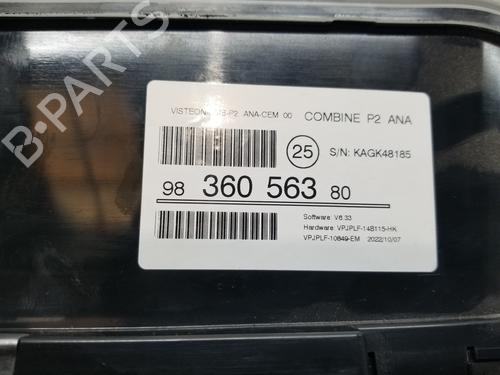 B-PARTS
VISTEON ANA-CEM 00 COMBINE P2 ANA
25 S/N: KAGK48185
98 360 563 80
Software: V6.33
Hardware: VPJPLF-14B115-HK
VPJPLF-10849-EM 2022/10/07